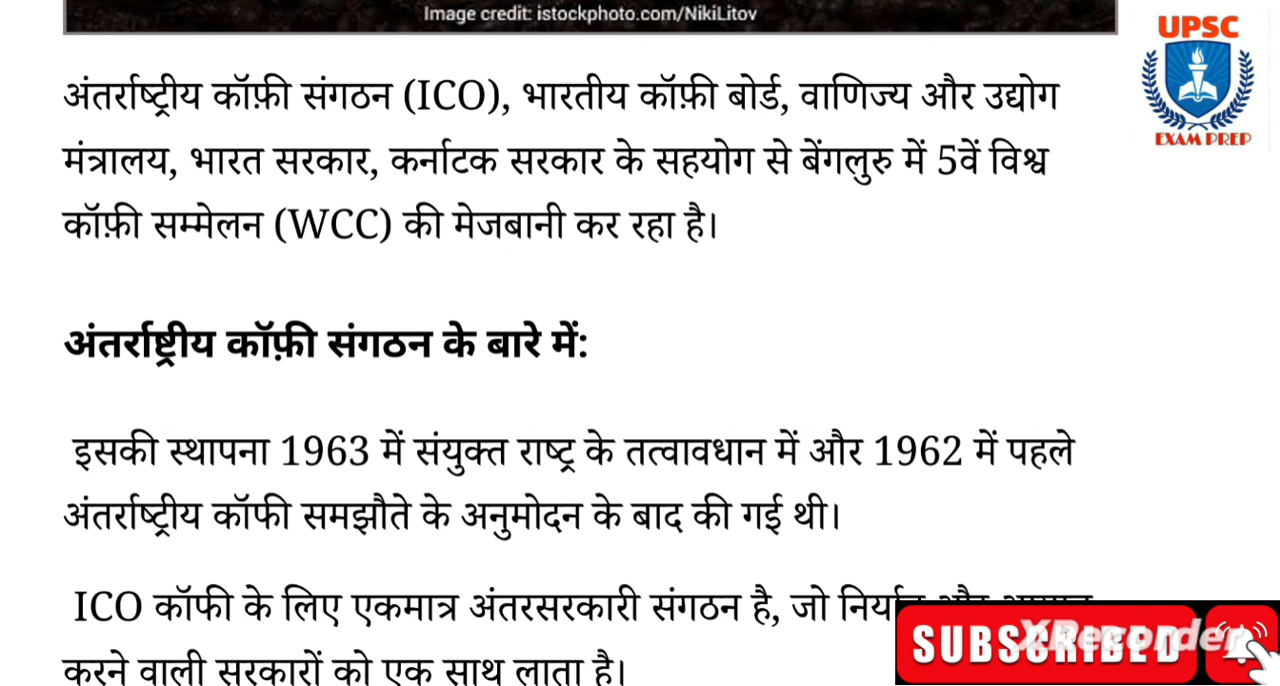 Image credit: istockphoto.com/NikiLitov
UPSC
EXAM PREP
अंतर्राष्ट्रीय कॉफ़ी संगठन (ICO), भारतीय कॉफ़ी बोर्ड, वाणिज्य और उद्योग
मंत्रालय, भारत सरकार, कर्नाटक सरकार के सहयोग से बेंगलुरु में 5वें विश्व
कॉफ़ी सम्मेलन (WCC) की मेजबानी कर रहा है।
अंतर्राष्ट्रीय कॉफ़ी संगठन के बारे में:
इसकी स्थापना 1963 में संयुक्त राष्ट्र के तत्वावधान में और 1962 में पहले
अंतर्राष्ट्रीय कॉफी समझौते के अनुमोदन के बाद की गई थी।
ICO कॉफी के लिए एकमात्र अंतरसरकारी संगठन है, जो
करने वाली सरकारों को एक साथ लाता है।
SUBSCRIBED
XRecorder